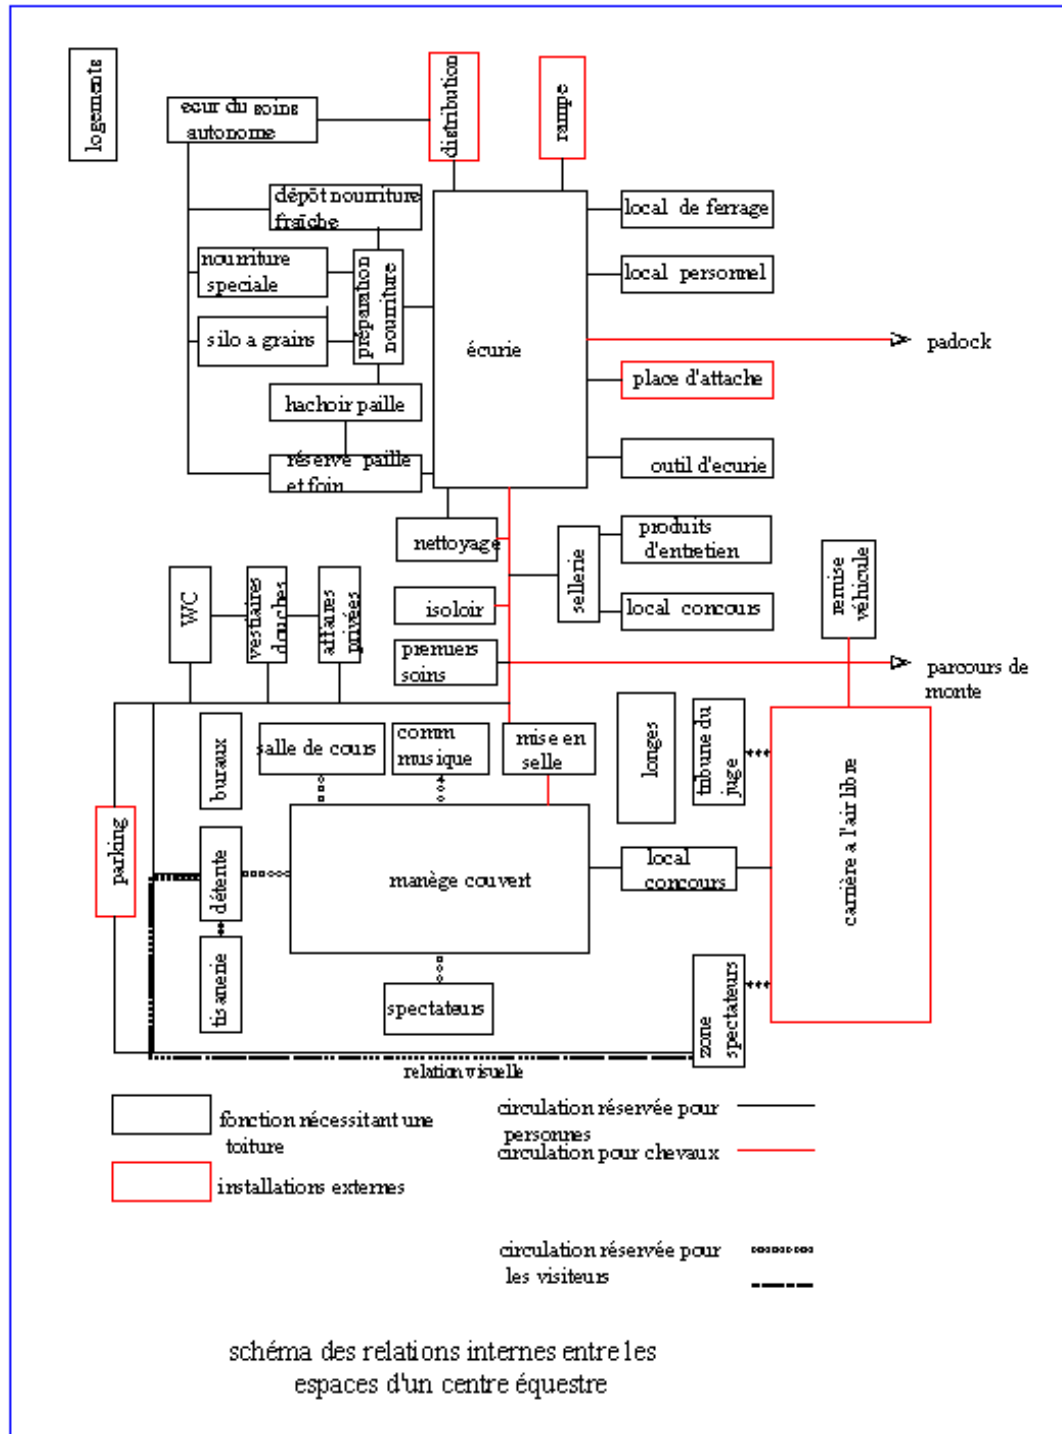 logements
distribution
rampe
ecur du soins
autonome
dépôt nourriture
fraîche
local de ferrage
nourriture
speciale
préparation
nourriture
local personnel
silo a grains
écurie
padock
place d'attache
hachoir paille
réserve paille
et foin
outil d'ecurie
nettoyage
sellerie
produits
d'entretien
remise
véhicule
WC
vestiaires
douches
affaires
privées
isoloir
local concours
premiers
soins
parcours de
monte
buraux
salle de cours
comm
musique
mise en
selle
longes
tribune du
juge
carrière a l'air libre
parking
détente
manège couvert
local
concours
tisanerie
spectateurs
zone
spectateurs
relation visuelle
fonction nécessitant une
toiture
circulation réservée pour
personnes
circulation pour chevaux
installations externes
circulation réservée pour
les visiteurs
schéma des relations internes entre les
espaces d'un centre équestre